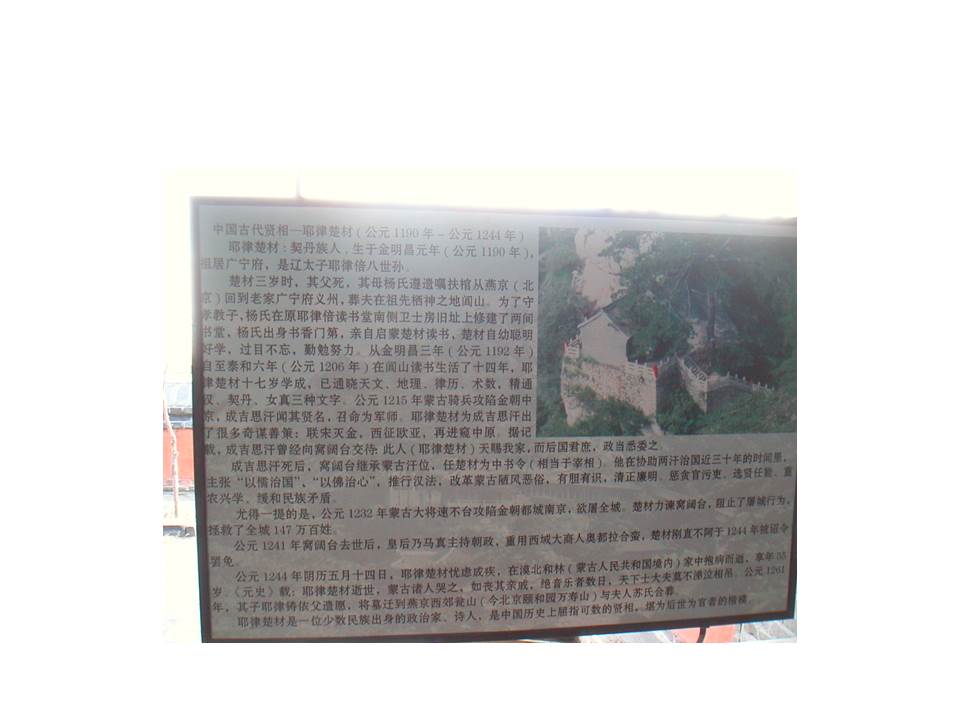 中国古代贤相—耶律楚材（公元1190年－公元1244年）
耶律楚材：契丹族人，生于金明昌元年（公元1190年），
祖居广宁府，是辽太子耶律倍八世孙。
楚材三岁时，其父死，其母杨氏遵遗嘱扶棺从燕京（北
京）回到老家广宁府义州，葬夫在祖先栖神之地闾山。为了守
孝教子，杨氏在原耶律倍读书堂南侧卫士房旧址上修建了两间
书堂，杨氏出身书香门第，亲自启蒙楚材读书，楚材自幼聪明
好学，过目不忘，勤勉努力。从金明昌三年（公元1192年）
自至泰和六年（公元1206年）在闾山读书生活了十四年，耶
律楚材十七岁学成，已通晓天文、地理、律历、术数，精通
汉、契丹、女真三种文字。公元1215年蒙古骑兵攻陷金朝中
京，成吉思汗闻其贤名，召命为军师。耶律楚材为成吉思汗出
了很多奇谋善策：联宋灭金，西征欧亚，再进窥中原。据记
载，成吉思汗曾经向窝阔台交待：此人（耶律楚材）天赐我家，而后国君庶，政当悉委之。
成吉思汗死后，窝阔台继承蒙古汗位，任楚材为中书令（相当于宰相）。他在协助两汗治国近三十年的时间里，
主张“以儒治国”、“以佛治心”，推行汉法，改革蒙古随风恶俗，有胆有识，清正廉明。惩贪官污吏。选贤任能，重
农兴学。缓和民族矛盾。
尤得一提的是，公元1232年蒙古大将速不台攻陷金朝都城南京，欲屠全城。楚材力谏窝阔台，阻止了屠城行为，
拯救了全城147万百姓。
公元1241年窝阔台去世后，皇后乃马真主持朝政，重用西域大商人奥都拉合蛮，楚材刚直不阿于1244年被诏令
罢免。
公元1244年阴历五月十四日，耶律楚材忧虑成疾，在漠北和林（蒙古人民共和国境内）家中抱病而逝，享年55
岁。《元史》载：耶律楚材逝世，蒙古诸人哭之，如丧其亲戚，绝音乐者数日，天下士大夫莫不涕泣相吊。公元1261
年，其子耶律铸依父遗愿，将墓迁到燕京西郊瓮山（今北京颐和园万寿山）与夫人苏氏合葬。
耶律楚材是一位少数民族出身的政治家、诗人，是中国历史上屈指可数的贤相，堪为后世为官者的楷模。